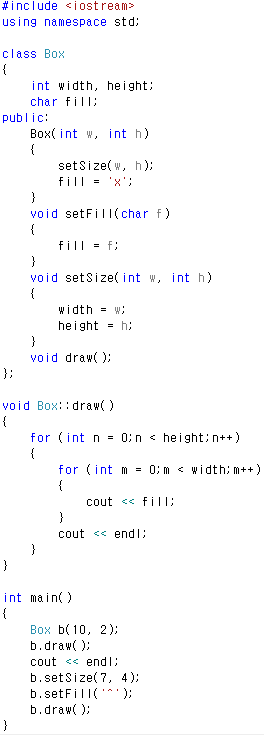 #include <iostream>
using namespace std;

class Box
{
    int width, height;
    char fill;
public:
    Box(int w, int h)
    {
        setSize(w, h);
        fill = 'x';
    }
    void setFill(char f)
    {
        fill = f;
    }
    void setSize(int w, int h)
    {
        width = w;
        height = h;
    }
    void draw();
};

void Box::draw()
{
    for (int n = 0;n < height;n++)
    {
        for (int m = 0;m < width;m++)
        {
            cout << fill;
        }
        cout << endl;
    }
}

int main()
{
    Box b(10, 2);
    b.draw();
    cout << endl;
    b.setSize(7, 4);
    b.setFill('^');
    b.draw();
}